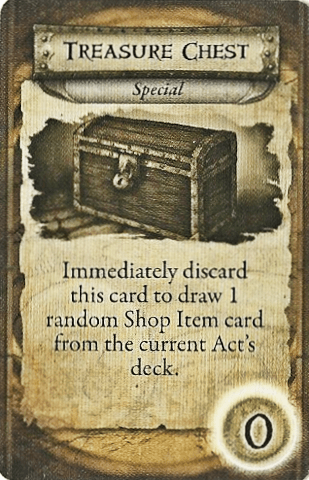 TREASURE CHEST
Special
Immediately discard
this card to draw 1
random Shop Item card
from the current Act's
deck.
0